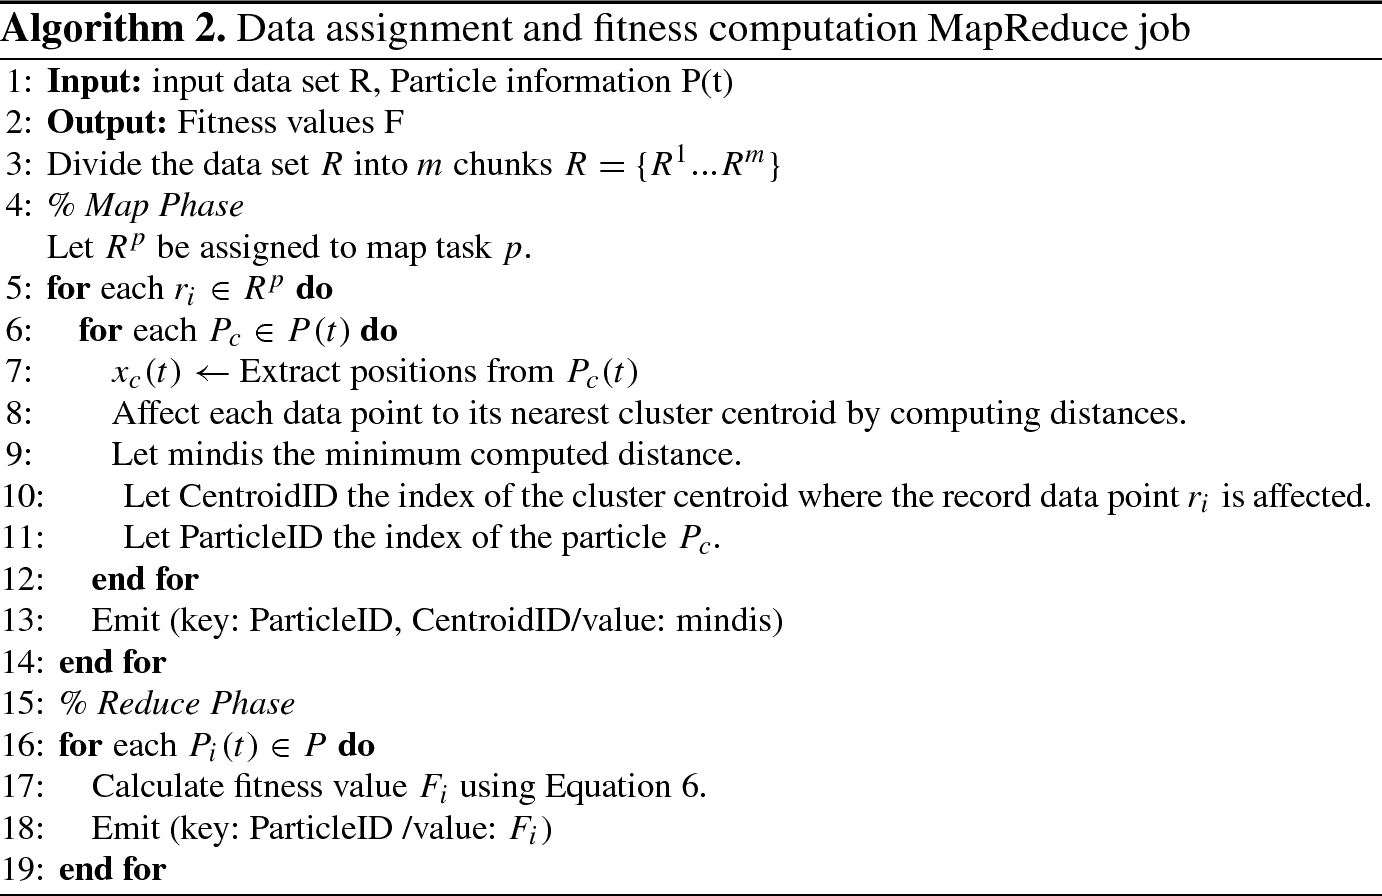 Algorithm 2. Data assignment and fitness computation MapReduce job
1: Input: input data set R, Particle information P(t)
2: Output: Fitness values F
3: Divide the data set R into m chunks R = {R^1...R^m}
4: % Map Phase
Let R^p be assigned to map task p.
5: for each r_i ∈ R^p do
6: for each P_c ∈ P(t) do
7: x_c(t) ← Extract positions from P_c(t)
8: Affect each data point to its nearest cluster centroid by computing distances.
9: Let mindis the minimum computed distance.
10: Let CentroidID the index of the cluster centroid where the record data point r_i is affected.
11: Let ParticleID the index of the particle P_c.
12: end for
13: Emit (key: ParticleID, CentroidID/value: mindis)
14: end for
15: % Reduce Phase
16: for each P_i(t) ∈ P do
17: Calculate fitness value F_i using Equation 6.
18: Emit (key: ParticleID /value: F_i)
19: end for